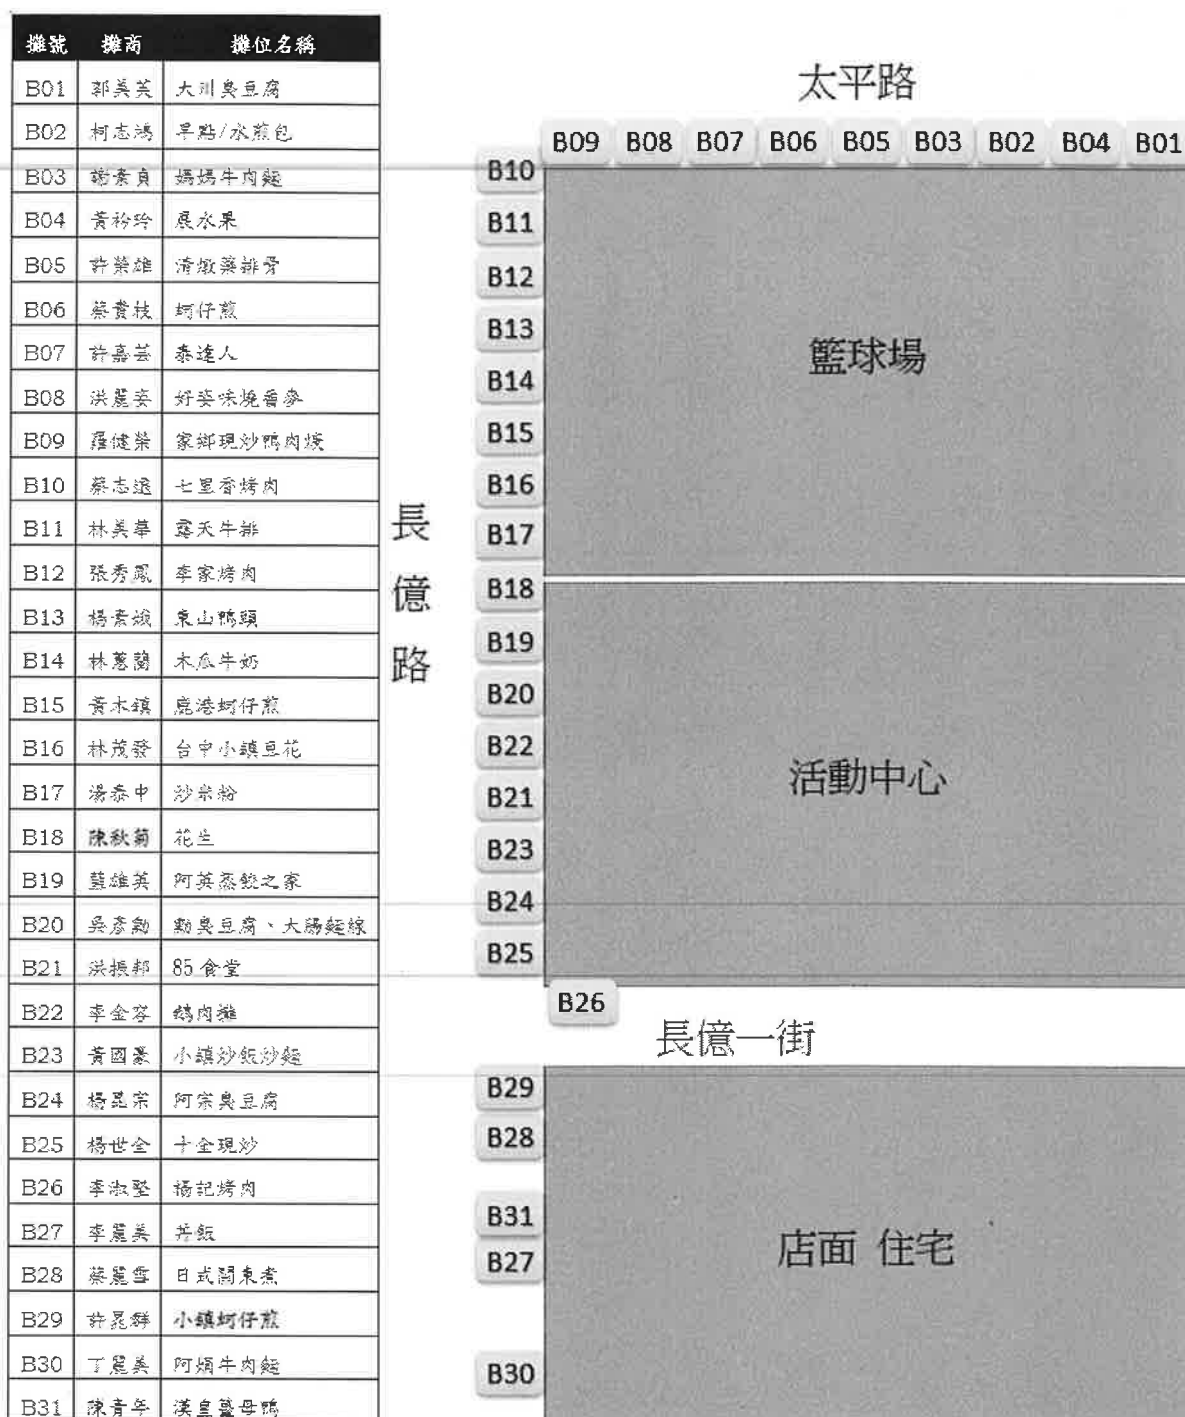 攤號 攤商 攤位名稱
B01 郭美芙 大川臭豆腐
B02 柯志鴻 早點/水煎包
B03 謝素貞 媽媽牛肉麵
B04 黃衿玲 展水果
B05 許榮雄 清燉藥排骨
B06 蔡貴枝 蚵仔煎
B07 許嘉芸 泰達人
B08 洪麗姿 好姿味燒番麥
B09 羅健榮 家鄉現炒鴨肉焿
B10 蔡志遠 七里香烤肉
B11 林美華 露天牛排
B12 張秀鳳 李家烤肉
B13 楊素娥 東山鴨頭
B14 林蕙蘭 木瓜牛奶
B15 黃木鎮 鹿港蚵仔煎
B16 林茂發 台中小鎮豆花
B17 湯泰中 炒米粉
B18 陳秋菊 花生
B19 藍雄英 阿英蒸餃之家
B20 吳彥勳 勳臭豆腐、大腸麵線
B21 洪振邦 85食堂
B22 李金容 鵝肉攤
B23 黃國豪 小鎮炒飯炒麵
B24 楊昆宗 阿宗臭豆腐
B25 楊世全 十全現炒
B26 李淑堅 楊記烤肉
B27 李麗美 丼飯
B28 蔡麗雪 日式關東煮
B29 許晃群 小鎮蚵仔煎
B30 丁麗美 阿娟牛肉麵
B31 陳青年 漢皇薑母鴨
太平路
B09 B08 B07 B06 B05 B03 B02 B04 B01
B10
B11
B12
B13
B14
B15
B16
B17
B18
B19
B20
B22
B21
B23
B24
B25
B26
長億路
籃球場
活動中心
長億一街
B29
B28
B31
B27
B30
店面 住宅